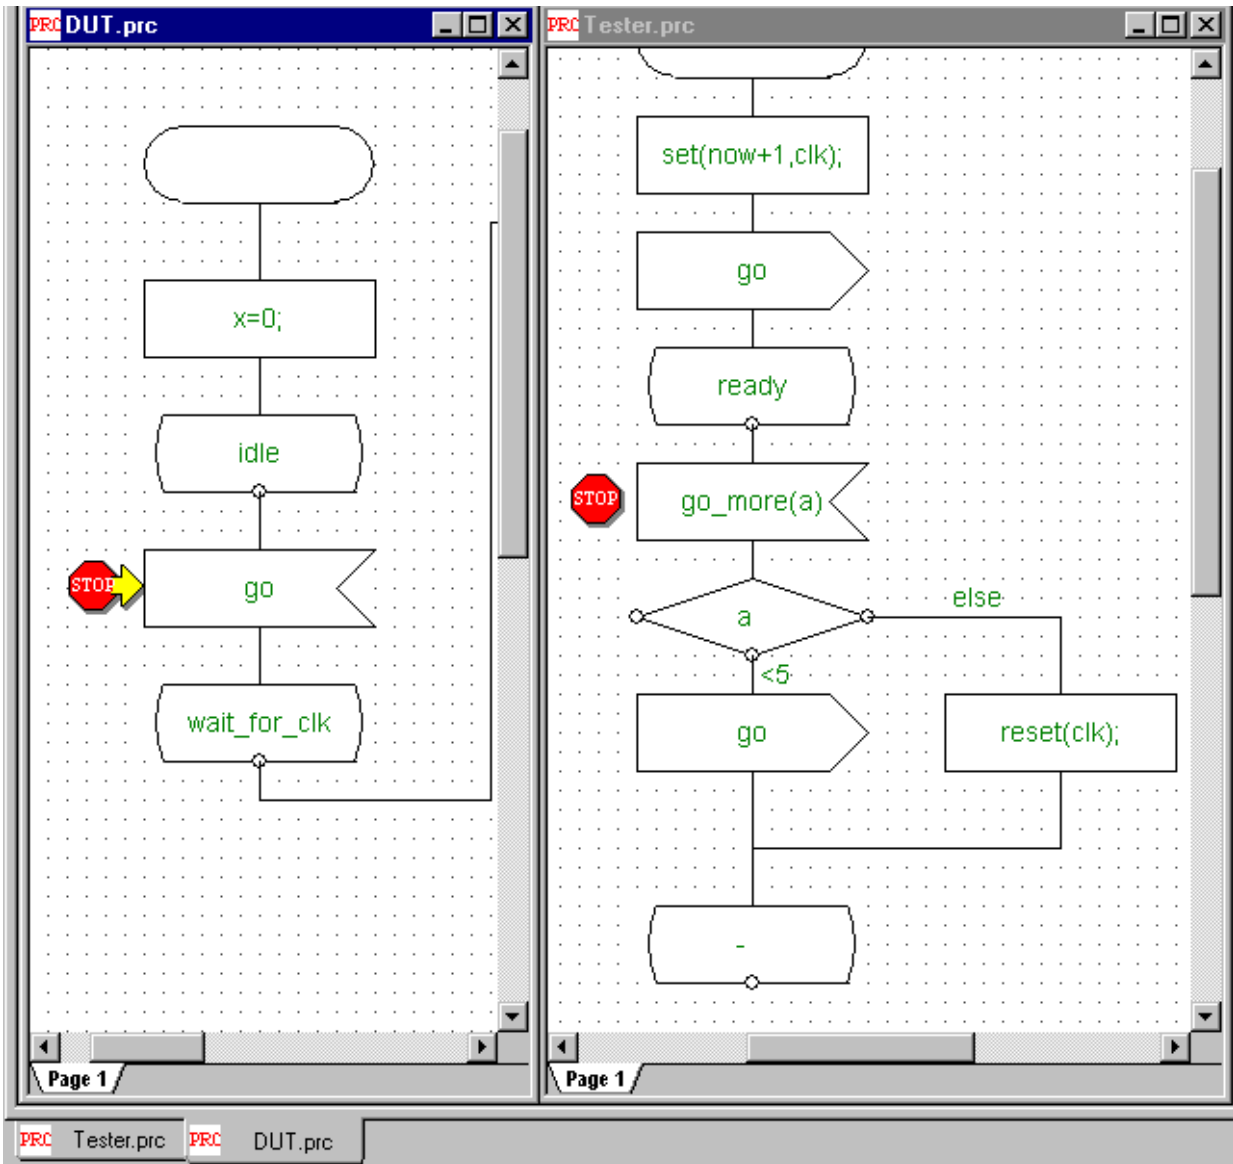 PRC DUT.prc
x=0;
idle
STOP
go
wait_for_clk
Page 1
PRC Tester.prc
set(now+1,clk);
go
ready
STOP
go_more(a)
a
else
<5
go
reset(clk);
-
Page 1
PRC Tester.prc PRC DUT.prc